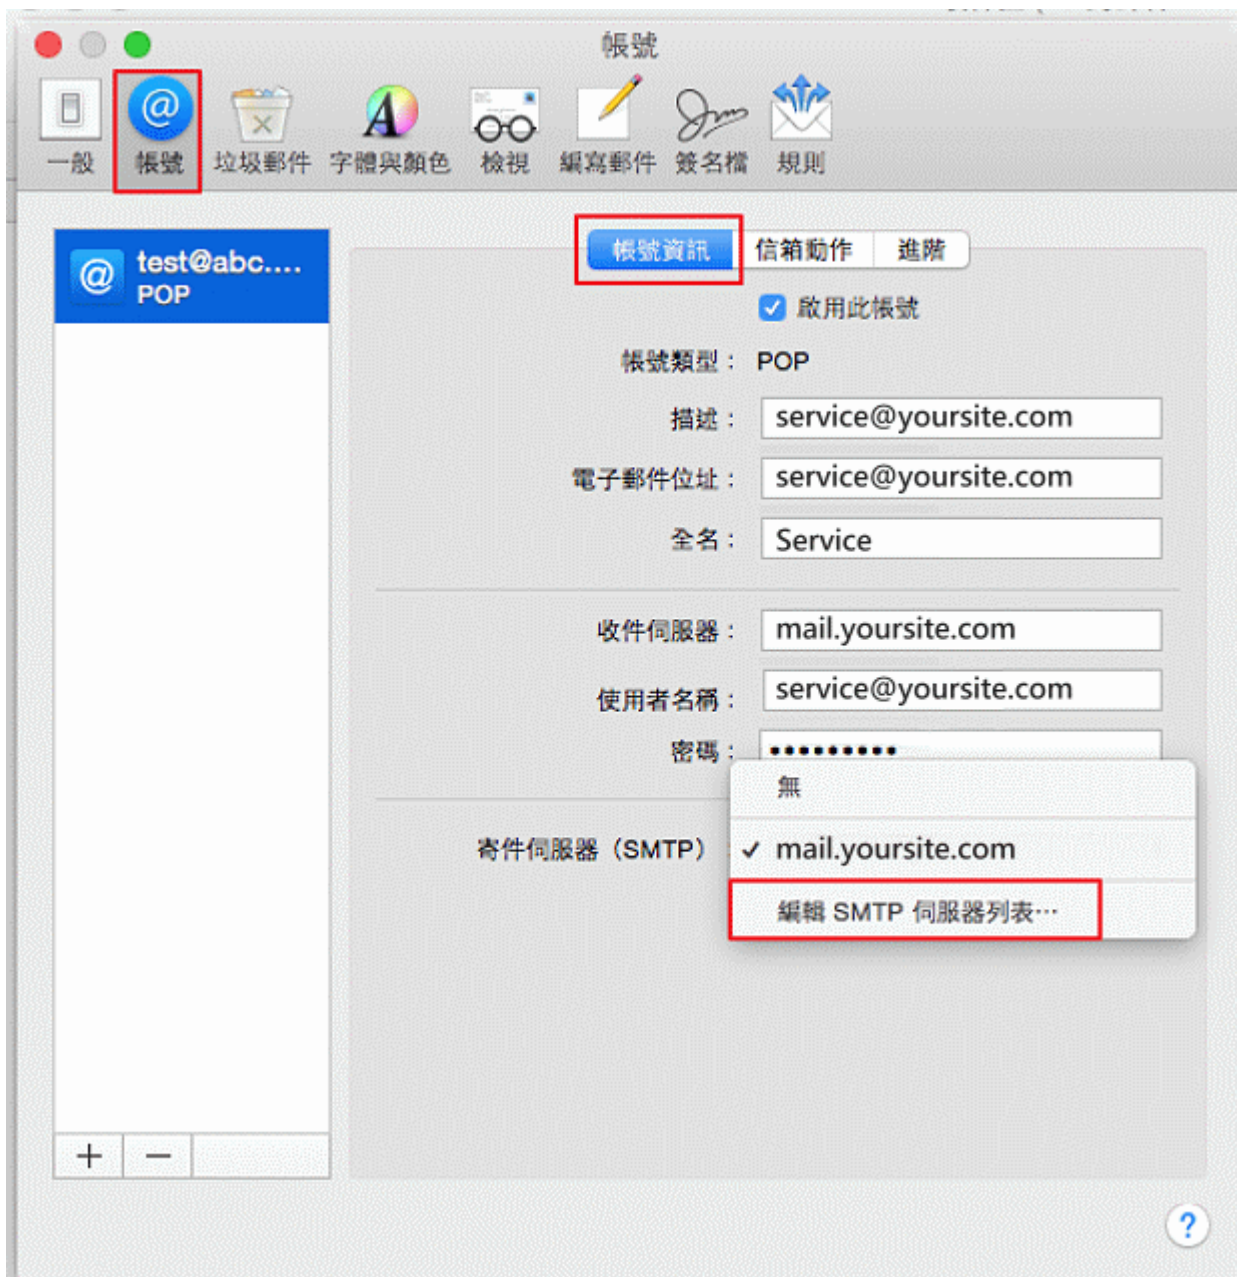 帳號
一般 帳號 垃圾郵件 字體與顏色 檢視 編寫郵件 簽名檔 規則
test@abc....
POP
帳號資訊 信箱動作 進階
啟用此帳號
帳號類型： POP
描述： service@yoursite.com
電子郵件位址： service@yoursite.com
全名： Service
收件伺服器： mail.yoursite.com
使用者名稱： service@yoursite.com
密碼： •••••••••
無
寄件伺服器（SMTP） ✓ mail.yoursite.com
編輯 SMTP 伺服器列表⋯
+ −
?